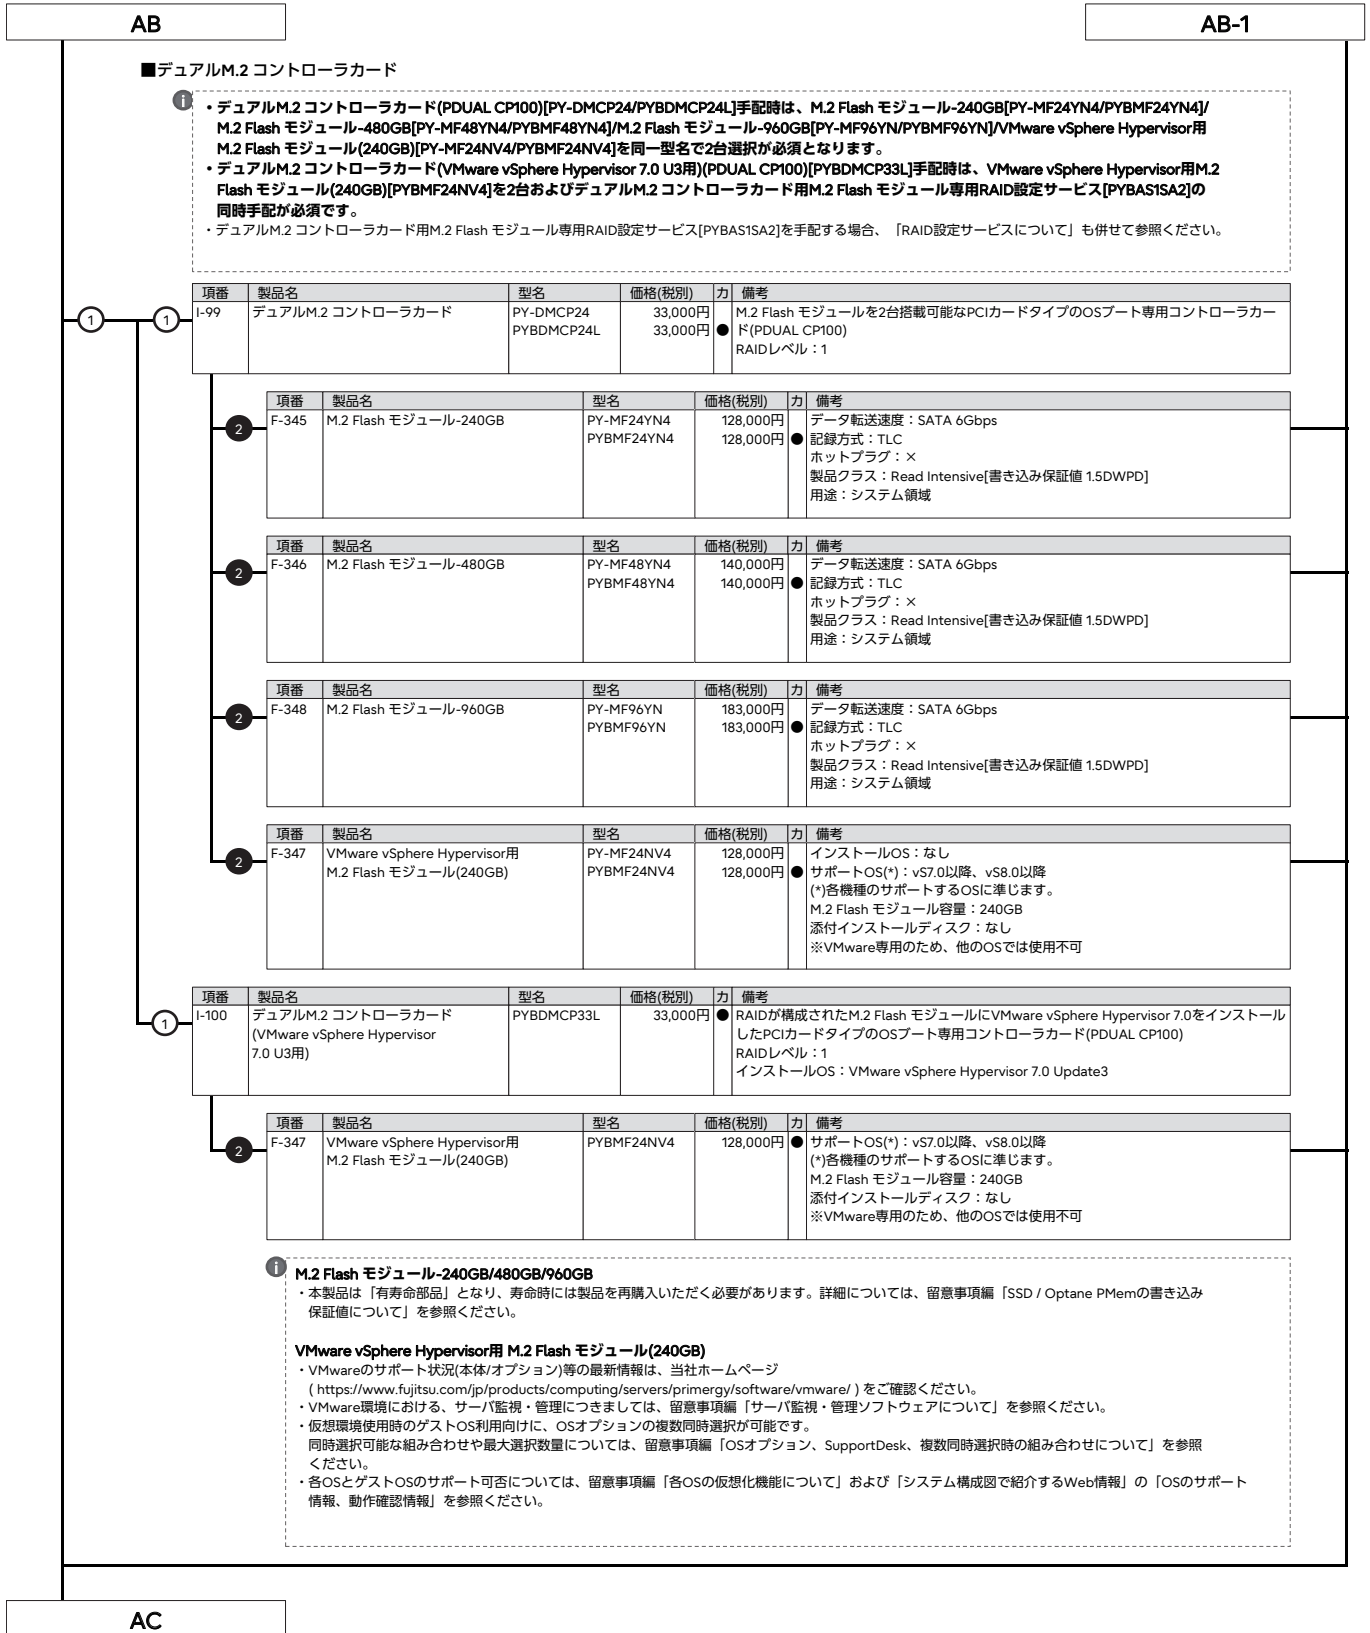 AB
AB-1
■デュアルM.2 コントローラカード
i
・デュアルM.2 コントローラカード(PDUAL CP100)[PY-DMCP24/PYBDMCP24L]手配時は、M.2 Flash モジュール-240GB[PY-MF24YN4/PYBMF24YN4]/
M.2 Flash モジュール-480GB[PY-MF48YN4/PYBMF48YN4]/M.2 Flash モジュール-960GB[PY-MF96YN/PYBMF96YN]/VMware vSphere Hypervisor用
M.2 Flash モジュール(240GB)[PY-MF24NV4/PYBMF24NV4]を同一型名で2台選択が必須となります。
・デュアルM.2 コントローラカード(VMware vSphere Hypervisor 7.0 U3用)(PDUAL CP100)[PYBDMCP33L]手配時は、VMware vSphere Hypervisor用M.2
Flash モジュール(240GB)[PYBMF24NV4]を2台およびデュアルM.2 コントローラカード用M.2 Flash モジュール専用RAID設定サービス[PYBAS1SA2]の
同時手配が必須です。
・デュアルM.2 コントローラカード用M.2 Flash モジュール専用RAID設定サービス[PYBAS1SA2]を手配する場合、「RAID設定サービスについて」も併せて参照ください。
項番 製品名 型名 価格(税別) カ 備考
1 1 I-99 デュアルM.2 コントローラカード PY-DMCP24 33,000円 M.2 Flash モジュールを2台搭載可能なPCIカードタイプのOSブート専用コントローラカー
PYBDMCP24L 33,000円 ● ド(PDUAL CP100)
RAIDレベル：1
項番 製品名 型名 価格(税別) カ 備考
2 F-345 M.2 Flash モジュール-240GB PY-MF24YN4 128,000円 データ転送速度：SATA 6Gbps
PYBMF24YN4 128,000円 ● 記録方式：TLC
ホットプラグ：×
製品クラス：Read Intensive[書き込み保証値 1.5DWPD]
用途：システム領域
項番 製品名 型名 価格(税別) カ 備考
2 F-346 M.2 Flash モジュール-480GB PY-MF48YN4 140,000円 データ転送速度：SATA 6Gbps
PYBMF48YN4 140,000円 ● 記録方式：TLC
ホットプラグ：×
製品クラス：Read Intensive[書き込み保証値 1.5DWPD]
用途：システム領域
項番 製品名 型名 価格(税別) カ 備考
2 F-348 M.2 Flash モジュール-960GB PY-MF96YN 183,000円 データ転送速度：SATA 6Gbps
PYBMF96YN 183,000円 ● 記録方式：TLC
ホットプラグ：×
製品クラス：Read Intensive[書き込み保証値 1.5DWPD]
用途：システム領域
項番 製品名 型名 価格(税別) カ 備考
2 F-347 VMware vSphere Hypervisor用 PY-MF24NV4 128,000円 インストールOS：なし
M.2 Flash モジュール(240GB) PYBMF24NV4 128,000円 ● サポートOS(*)：vS7.0以降、vS8.0以降
(*)各機種のサポートするOSに準じます。
M.2 Flash モジュール容量：240GB
添付インストールディスク：なし
※VMware専用のため、他のOSでは使用不可
項番 製品名 型名 価格(税別) カ 備考
1 I-100 デュアルM.2 コントローラカード PYBDMCP33L 33,000円 ● RAIDが構成されたM.2 Flash モジュールにVMware vSphere Hypervisor 7.0をインストール
(VMware vSphere Hypervisor したPCIカードタイプのOSブート専用コントローラカード(PDUAL CP100)
7.0 U3用) RAIDレベル：1
インストールOS：VMware vSphere Hypervisor 7.0 Update3
項番 製品名 型名 価格(税別) カ 備考
2 F-347 VMware vSphere Hypervisor用 PYBMF24NV4 128,000円 ● サポートOS(*)：vS7.0以降、vS8.0以降
M.2 Flash モジュール(240GB) (*)各機種のサポートするOSに準じます。
M.2 Flash モジュール容量：240GB
添付インストールディスク：なし
※VMware専用のため、他のOSでは使用不可
i
M.2 Flash モジュール-240GB/480GB/960GB
・本製品は「有寿命部品」となり、寿命時には製品を再購入いただく必要があります。詳細については、留意事項編「SSD / Optane PMemの書き込み
保証値について」を参照ください。
VMware vSphere Hypervisor用 M.2 Flash モジュール(240GB)
・VMwareのサポート状況(本体/オプション)等の最新情報は、当社ホームページ
( https://www.fujitsu.com/jp/products/computing/servers/primergy/software/vmware/ ) をご確認ください。
・VMware環境における、サーバ監視・管理につきましては、留意事項編「サーバ監視・管理ソフトウェアについて」を参照ください。
・仮想環境使用時のゲストOS利用向けに、OSオプションの複数同時選択が可能です。
同時選択可能な組み合わせや最大選択数量については、留意事項編「OSオプション、SupportDesk、複数同時選択時の組み合わせについて」を参照
ください。
・各OSとゲストOSのサポート可否については、留意事項編「各OSの仮想化機能について」および「システム構成図で紹介するWeb情報」の「OSのサポート
情報、動作確認情報」を参照ください。
AC